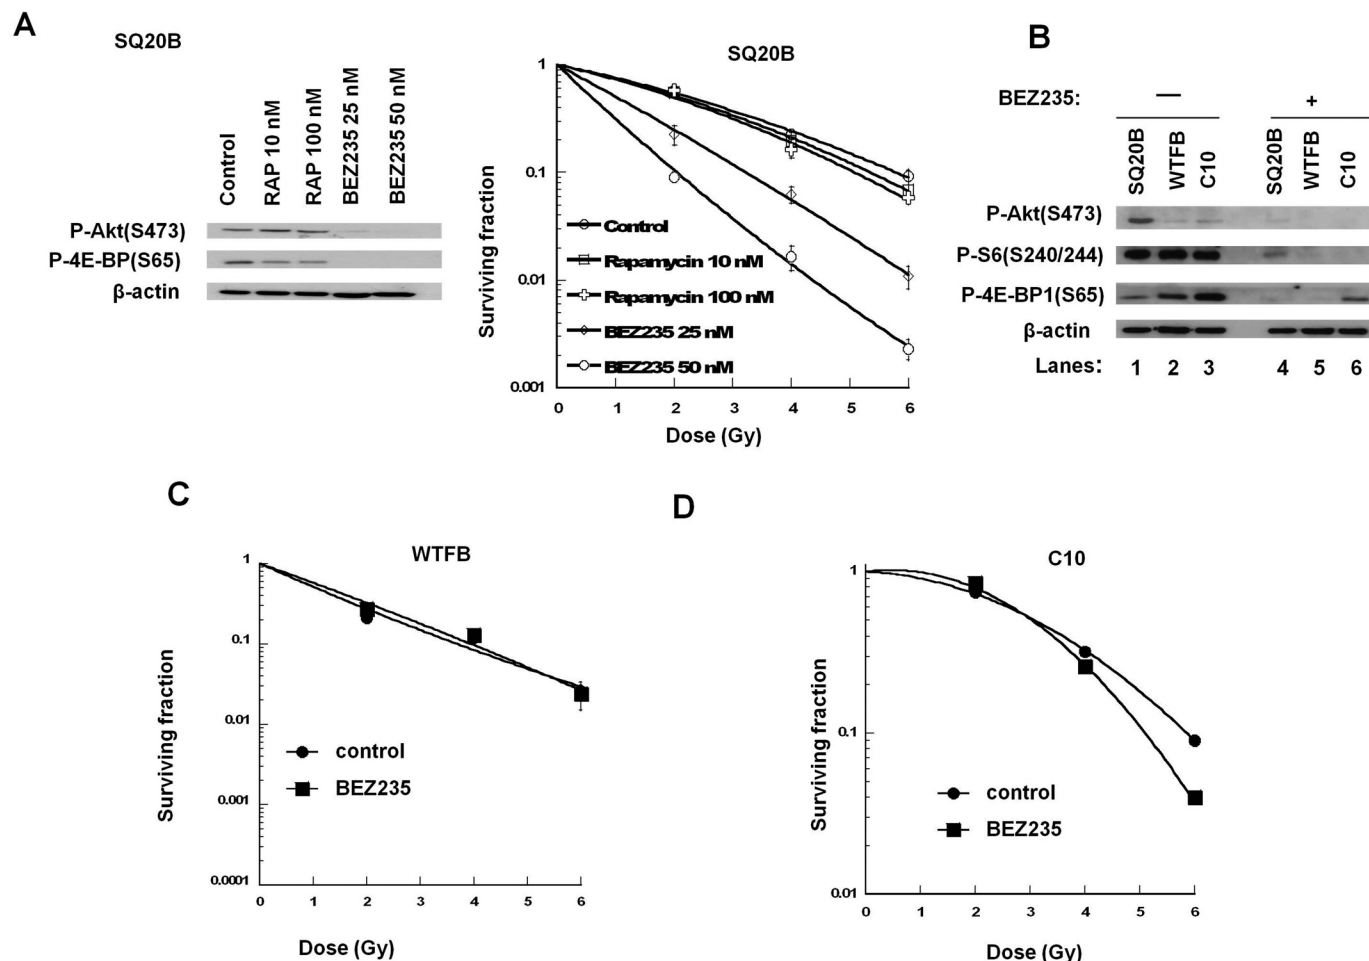 A
SQ20B
Control
RAP 10 nM
RAP 100 nM
BEZ235 25 nM
BEZ235 50 nM
P-Akt(S473)
P-4E-BP(S65)
β-actin
SQ20B
Surviving fraction
1
0.1
0.01
0.001
Control
Rapamycin 10 nM
Rapamycin 100 nM
BEZ235 25 nM
BEZ235 50 nM
0 1 2 3 4 5 6
Dose (Gy)
B
BEZ235: — +
SQ20B WTFB C10 SQ20B WTFB C10
P-Akt(S473)
P-S6(S240/244)
P-4E-BP1(S65)
β-actin
Lanes: 1 2 3 4 5 6
C
WTFB
Surviving fraction
1
0.1
0.01
0.001
0.0001
control
BEZ235
0 1 2 3 4 5 6
Dose (Gy)
D
C10
Surviving fraction
1
0.1
0.01
control
BEZ235
0 1 2 3 4 5 6
Dose (Gy)